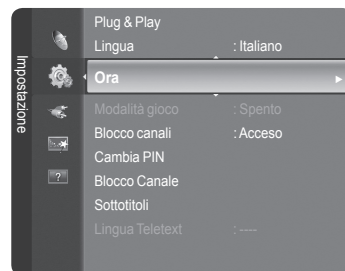 Impostazione
Plug & Play
Lingua : Italiano
Ora
Modalità gioco : Spento
Blocco canali : Acceso
Cambia PIN
Blocco Canale
Sottotitoli
Lingua Teletext : ----
?